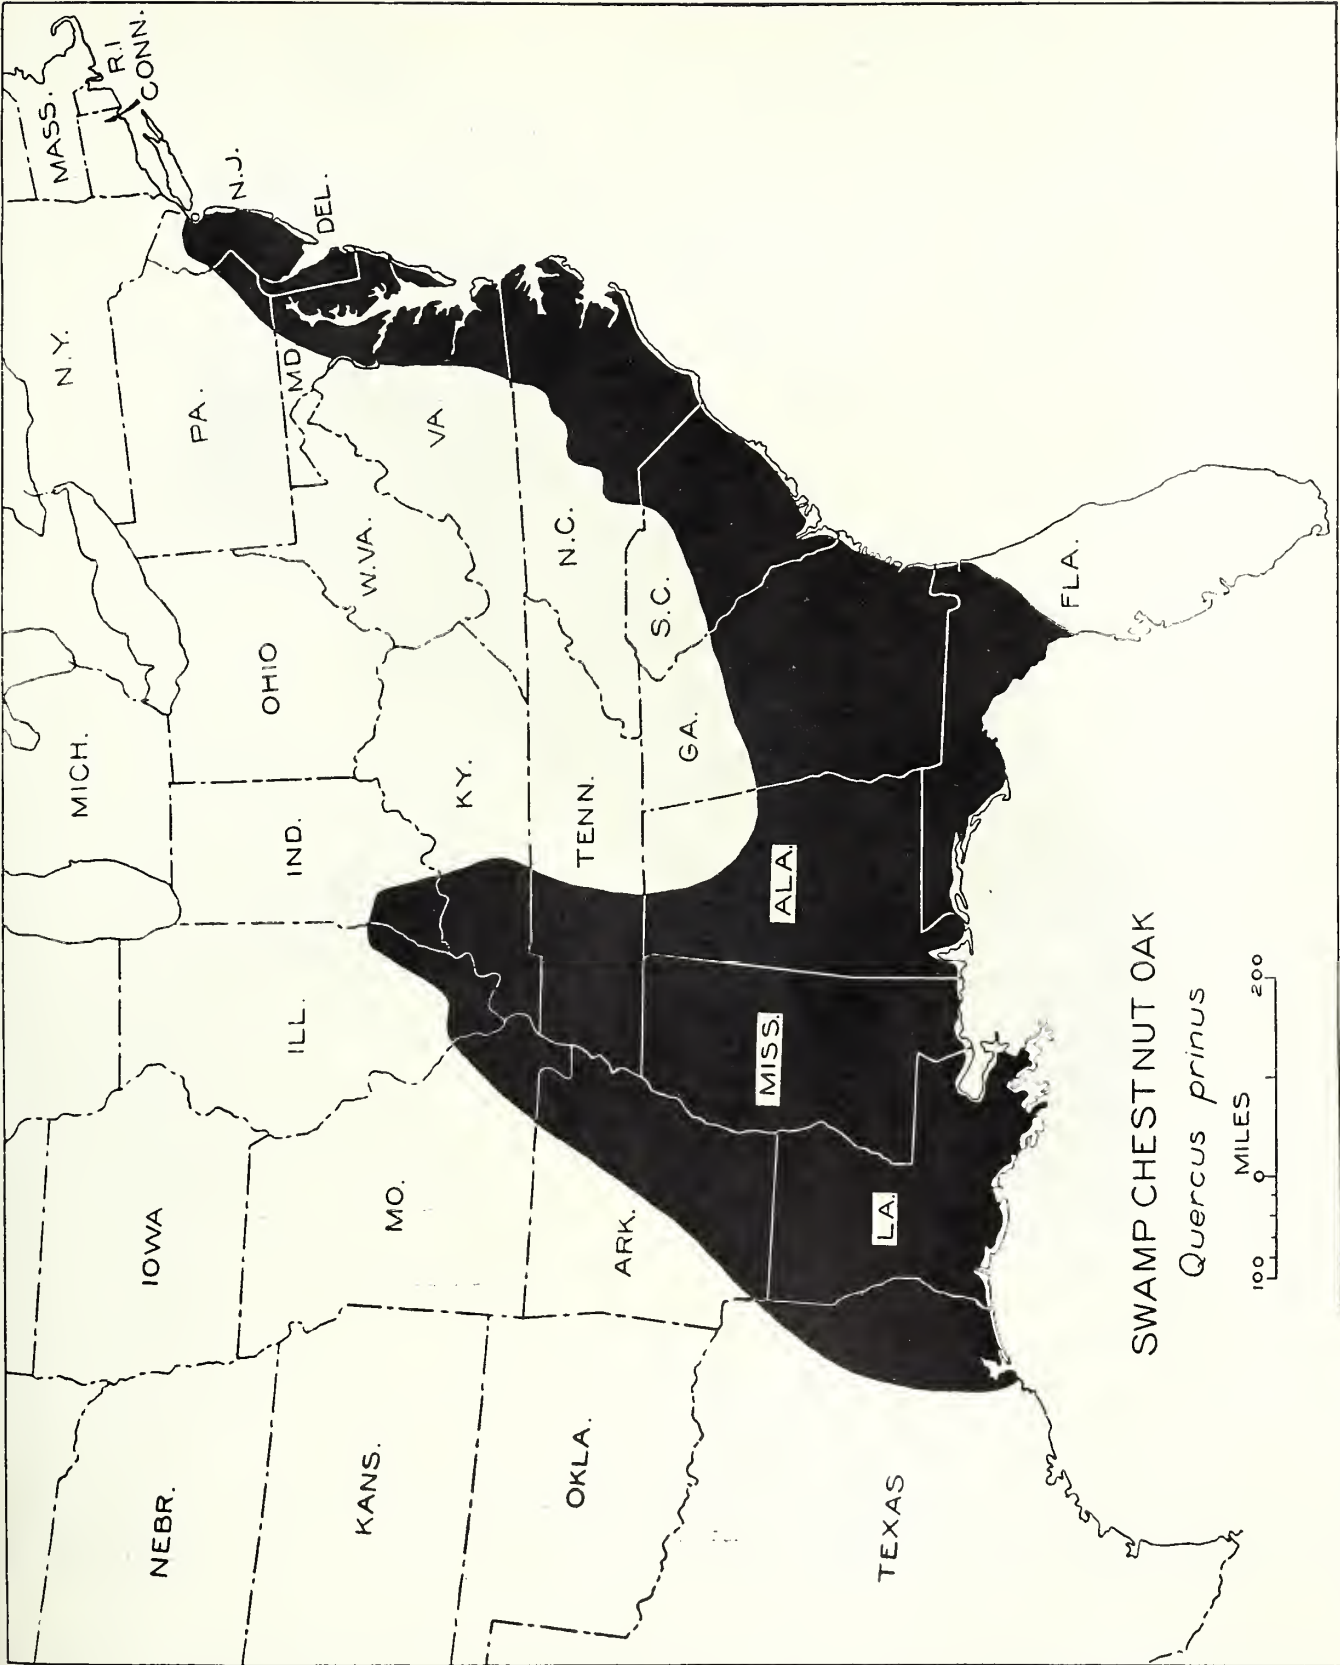 MASS.
R.I
CONN.
N.Y.
N.J.
PA.
DEL.
MD
MICH.
OHIO
W.VA.
VA
IND.
KY.
N.C.
ILL.
TENN.
S.C.
IOWA
MO.
GA.
NEBR.
KANS.
ARK.
ALA.
MISS.
FLA.
OKLA.
LA.
TEXAS
SWAMP CHESTNUT OAK
Quercus prinus
MILES
100 0 200